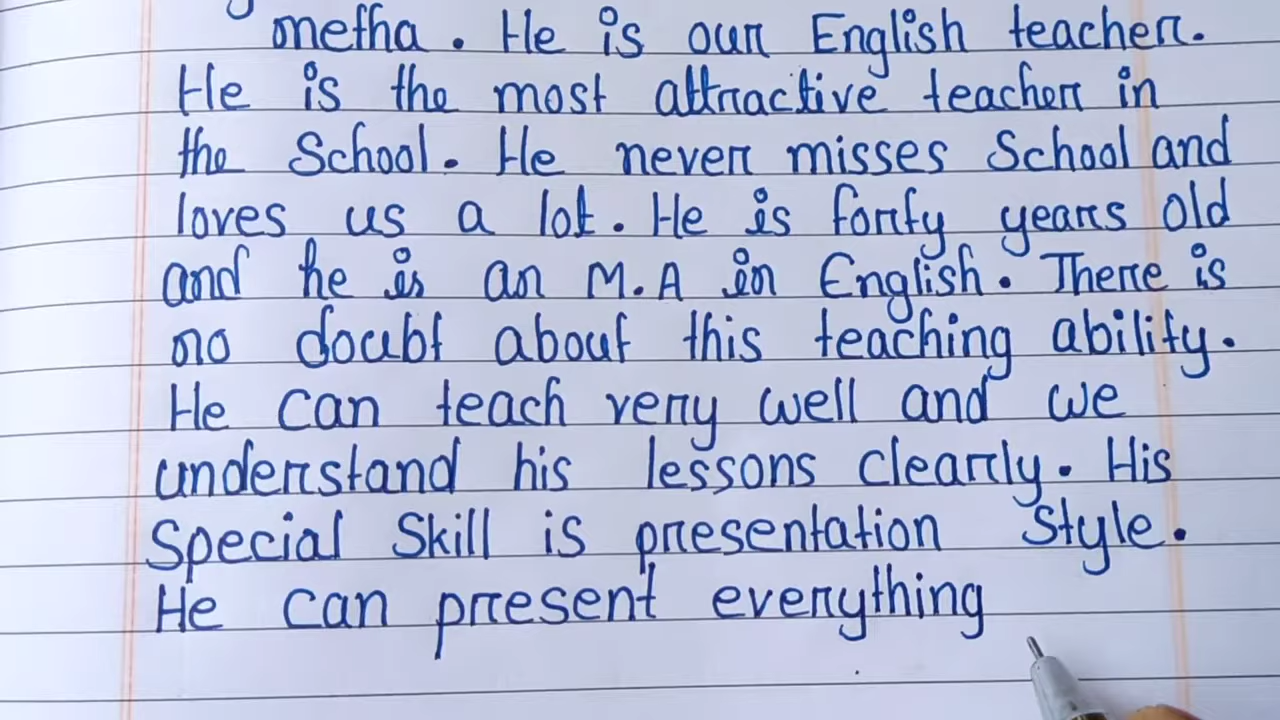 metha. He is our English teacher.
He is the most attractive teacher in
the School. He never misses School and
loves us a lot. He is forty years old
and he is an M.A in English. There is
no doubt about this teaching ability.
He can teach very well and we
understand his lessons clearly. His
Special Skill is presentation Style.
He can present everything